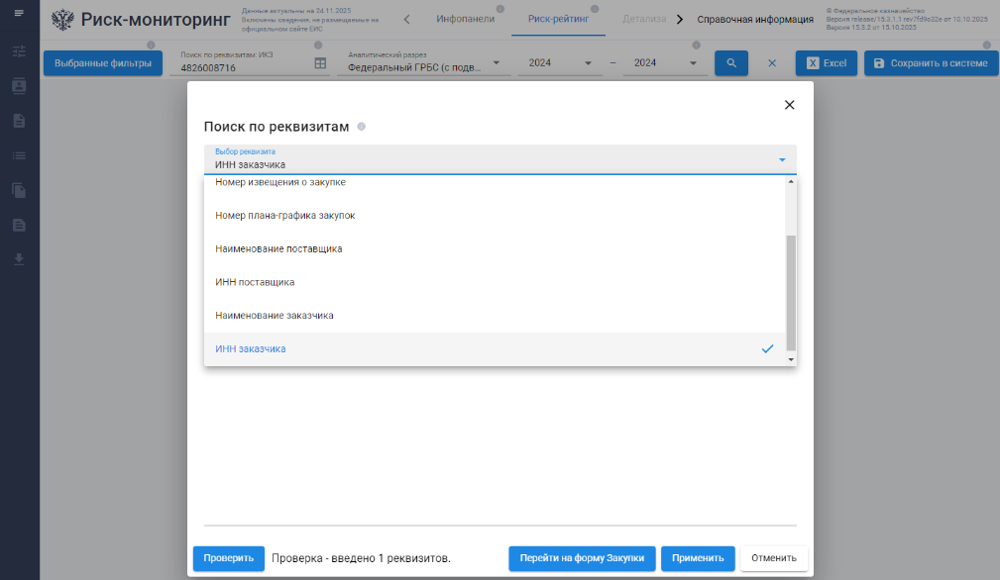 Риск-мониторинг
Данные актуальны на 24.11.2025
Включены сведения, не размещаемые на
официальном сайте ЕИС
Инфопанели
Риск-рейтинг
Детализа
Справочная информация
© Федеральное казначейство
Версия release/15.3.1.1 rev7fd9a32e от 10.10.2025
Версия 15.3.2 от 15.10.2025
Выбранные фильтры
Поиск по реквизитам: ИКЗ
4826008716
Аналитический разрез
Федеральный ГРБС (с подв...
2024
–
2024
X Excel
Сохранить в системе
Поиск по реквизитам
Выбор реквизита
ИНН заказчика
Номер извещения о закупке
Номер плана-графика закупок
Наименование поставщика
ИНН поставщика
Наименование заказчика
ИНН заказчика
Проверить
Проверка - введено 1 реквизитов.
Перейти на форму Закупки
Применить
Отменить